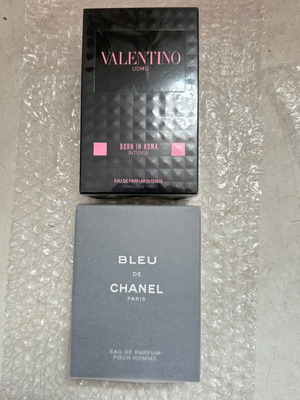 VALENTINO
UOMO
BORN IN ROMA
INTENSE
EAU DE PARFUM INTENSE
BLEU
DE
CHANEL
PARIS
EAU DE PARFUM
POUR HOMME